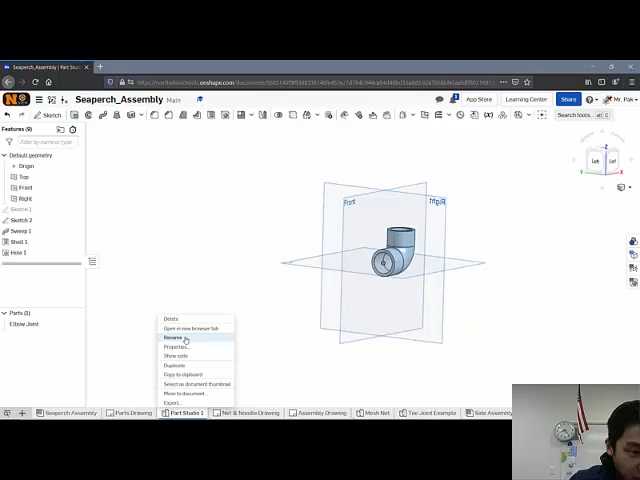 Seaperch_Assembly | Part Studio
Seaperch_Assembly Main
App Store
Learning Center
Share
Mr. Pak
Sketch
Search tools...
Features (9)
Filter by name or type
Default geometry
Origin
Top
Front
Right
Sketch 1
Sketch 2
Sweep 1
Shell 1
Hole 1
Parts (1)
Elbow Joint
Front
Right
Z
Left
Y
X
Delete
Open in new browser tab
Rename...
Properties...
Show code
Duplicate
Copy to clipboard
Select as document thumbnail
Move to document...
Export...
Seaperch Assembly
Parts Drawing
Part Studio 1
Net & Noodle Drawing
Assembly Drawing
Mesh Net
Tee Joint Example
Side Assembly